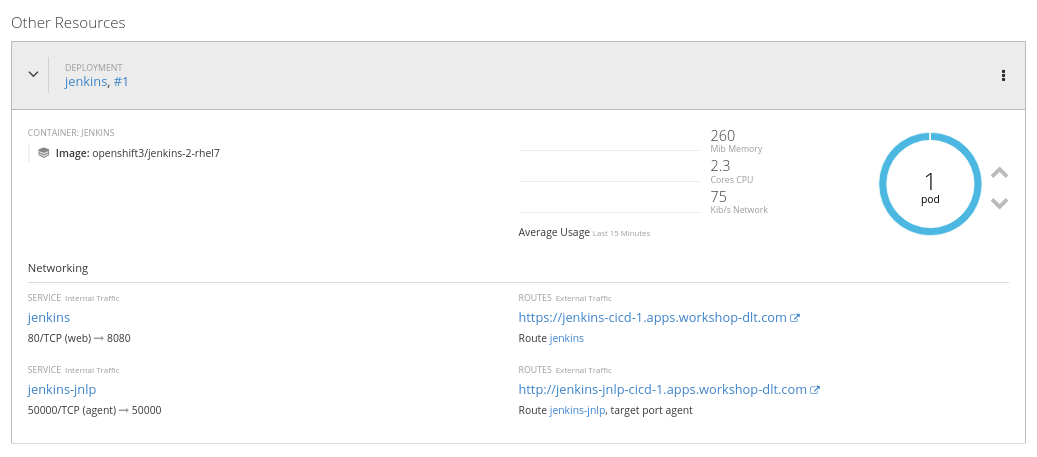 Other Resources
DEPLOYMENT
jenkins, #1
CONTAINER: JENKINS
Image: openshift3/jenkins-2-rhel7
260
Mib Memory
2.3
Cores CPU
75
Kib/s Network
Average Usage Last 15 Minutes
1
pod
Networking
SERVICE Internal Traffic
jenkins
80/TCP (web) → 8080
ROUTES External Traffic
https://jenkins-cicd-1.apps.workshop-dlt.com
Route jenkins
SERVICE Internal Traffic
jenkins-jnlp
50000/TCP (agent) → 50000
ROUTES External Traffic
http://jenkins-jnlp-cicd-1.apps.workshop-dlt.com
Route jenkins-jnlp, target port agent